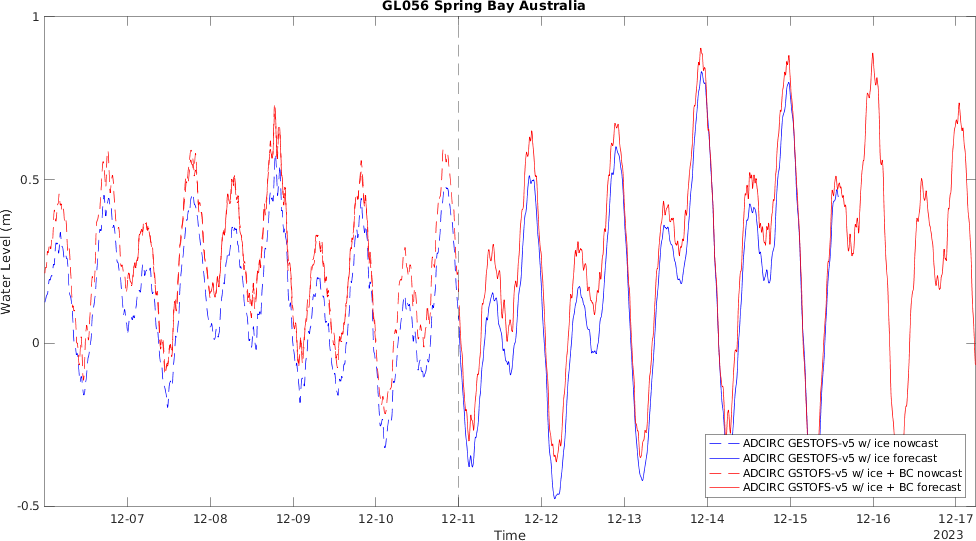 GL056 Spring Bay Australia
1
0.5
0
-0.5
Water Level (m)
ADCIRC GESTOFS-v5 w/ ice nowcast
ADCIRC GESTOFS-v5 w/ ice forecast
ADCIRC GSTOFS-v5 w/ ice + BC nowcast
ADCIRC GSTOFS-v5 w/ ice + BC forecast
12-07 12-08 12-09 12-10 12-11 12-12 12-13 12-14 12-15 12-16 12-17
Time 2023